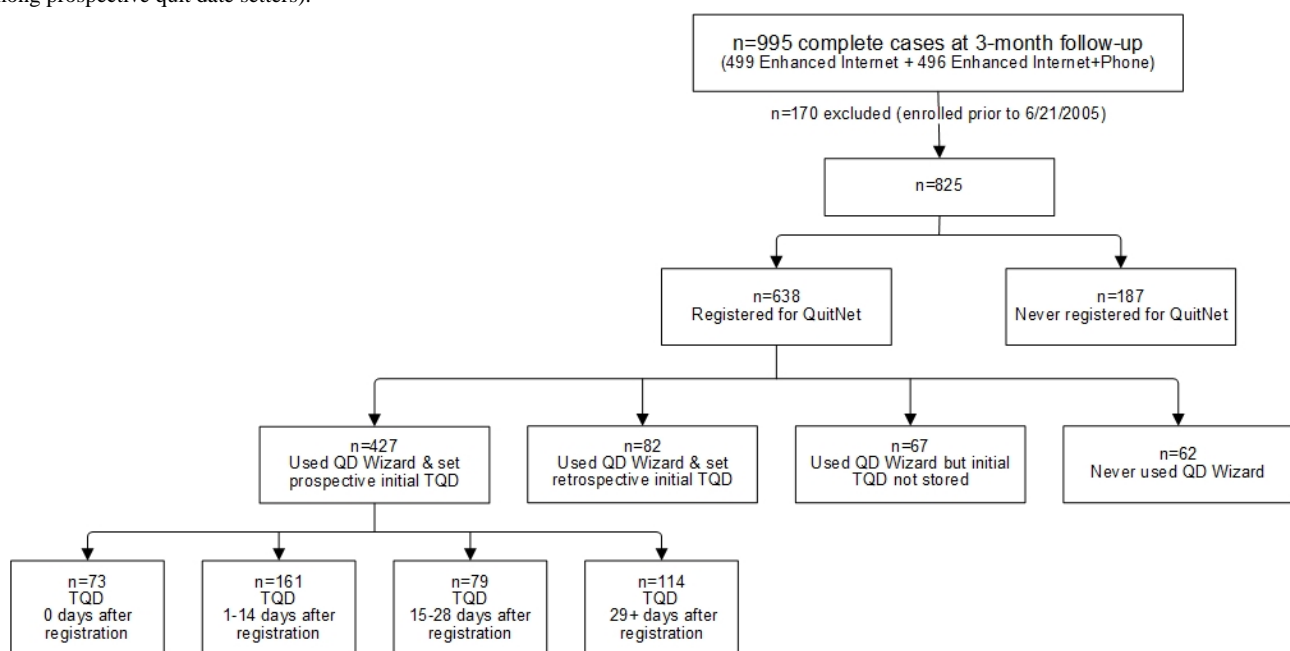 ong prospective quit date setters).
n=995 complete cases at 3-month follow-up
(499 Enhanced Internet + 496 Enhanced Internet+Phone)
n=170 excluded (enrolled prior to 6/21/2005)
n=825
n=638
Registered for QuitNet
n=187
Never registered for QuitNet
n=427
Used QD Wizard & set
prospective initial TQD
n=82
Used QD Wizard & set
retrospective initial TQD
n=67
Used QD Wizard but initial
TQD not stored
n=62
Never used QD Wizard
n=73
TQD
0 days after
registration
n=161
TQD
1-14 days after
registration
n=79
TQD
15-28 days after
registration
n=114
TQD
29+ days after
registration